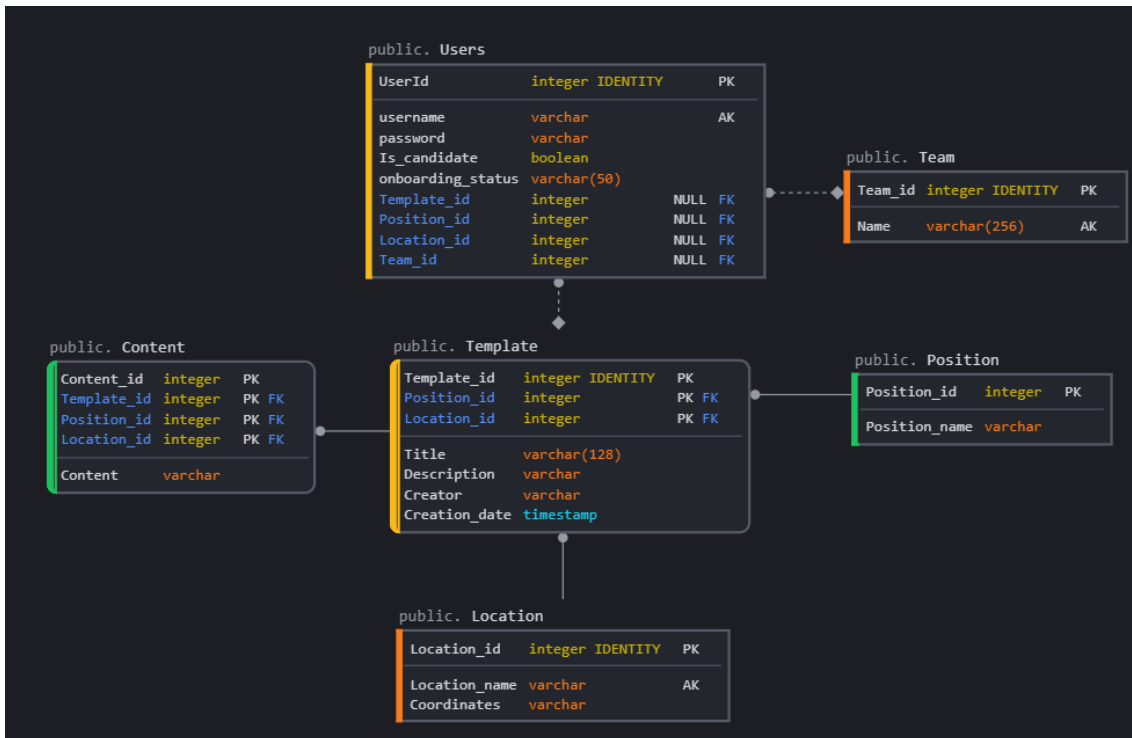 public. Users
UserId integer IDENTITY PK
username varchar AK
password varchar
Is_candidate boolean
onboarding_status varchar(50)
Template_id integer NULL FK
Position_id integer NULL FK
Location_id integer NULL FK
Team_id integer NULL FK
public. Team
Team_id integer IDENTITY PK
Name varchar(256) AK
public. Content
Content_id integer PK
Template_id integer PK FK
Position_id integer PK FK
Location_id integer PK FK
Content varchar
public. Template
Template_id integer IDENTITY PK
Position_id integer PK FK
Location_id integer PK FK
Title varchar(128)
Description varchar
Creator varchar
Creation_date timestamp
public. Position
Position_id integer PK
Position_name varchar
public. Location
Location_id integer IDENTITY PK
Location_name varchar AK
Coordinates varchar